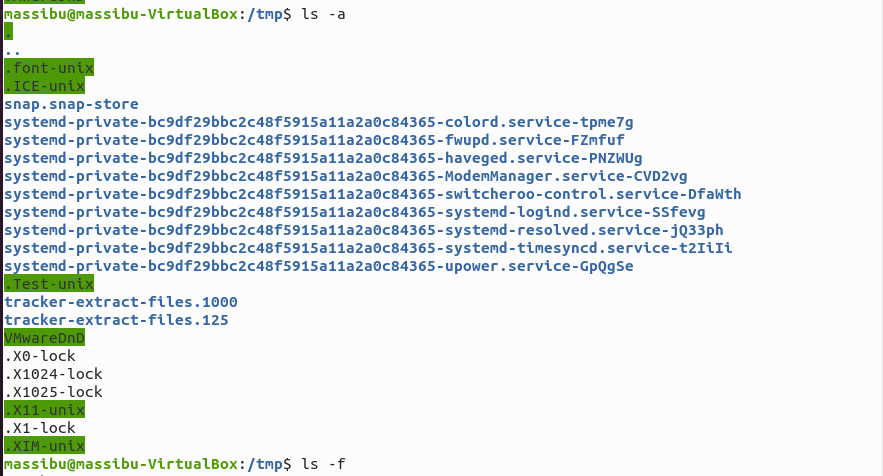 massibu@massibu-VirtualBox:/tmp$ ls -a
.
..
.font-unix
.ICE-unix
snap.snap-store
systemd-private-bc9df29bbc2c48f5915a11a2a0c84365-colord.service-tpme7g
systemd-private-bc9df29bbc2c48f5915a11a2a0c84365-fwupd.service-FZmfuf
systemd-private-bc9df29bbc2c48f5915a11a2a0c84365-haveged.service-PNZWUg
systemd-private-bc9df29bbc2c48f5915a11a2a0c84365-ModemManager.service-CVD2vg
systemd-private-bc9df29bbc2c48f5915a11a2a0c84365-switcheroo-control.service-DfaWth
systemd-private-bc9df29bbc2c48f5915a11a2a0c84365-systemd-logind.service-SSfevg
systemd-private-bc9df29bbc2c48f5915a11a2a0c84365-systemd-resolved.service-jQ33ph
systemd-private-bc9df29bbc2c48f5915a11a2a0c84365-systemd-timesyncd.service-t2IiIi
systemd-private-bc9df29bbc2c48f5915a11a2a0c84365-upower.service-GpQgSe
.Test-unix
tracker-extract-files.1000
tracker-extract-files.125
VMwareDnD
.X0-lock
.X1024-lock
.X1025-lock
.X11-unix
.X1-lock
.XIM-unix
massibu@massibu-VirtualBox:/tmp$ ls -f